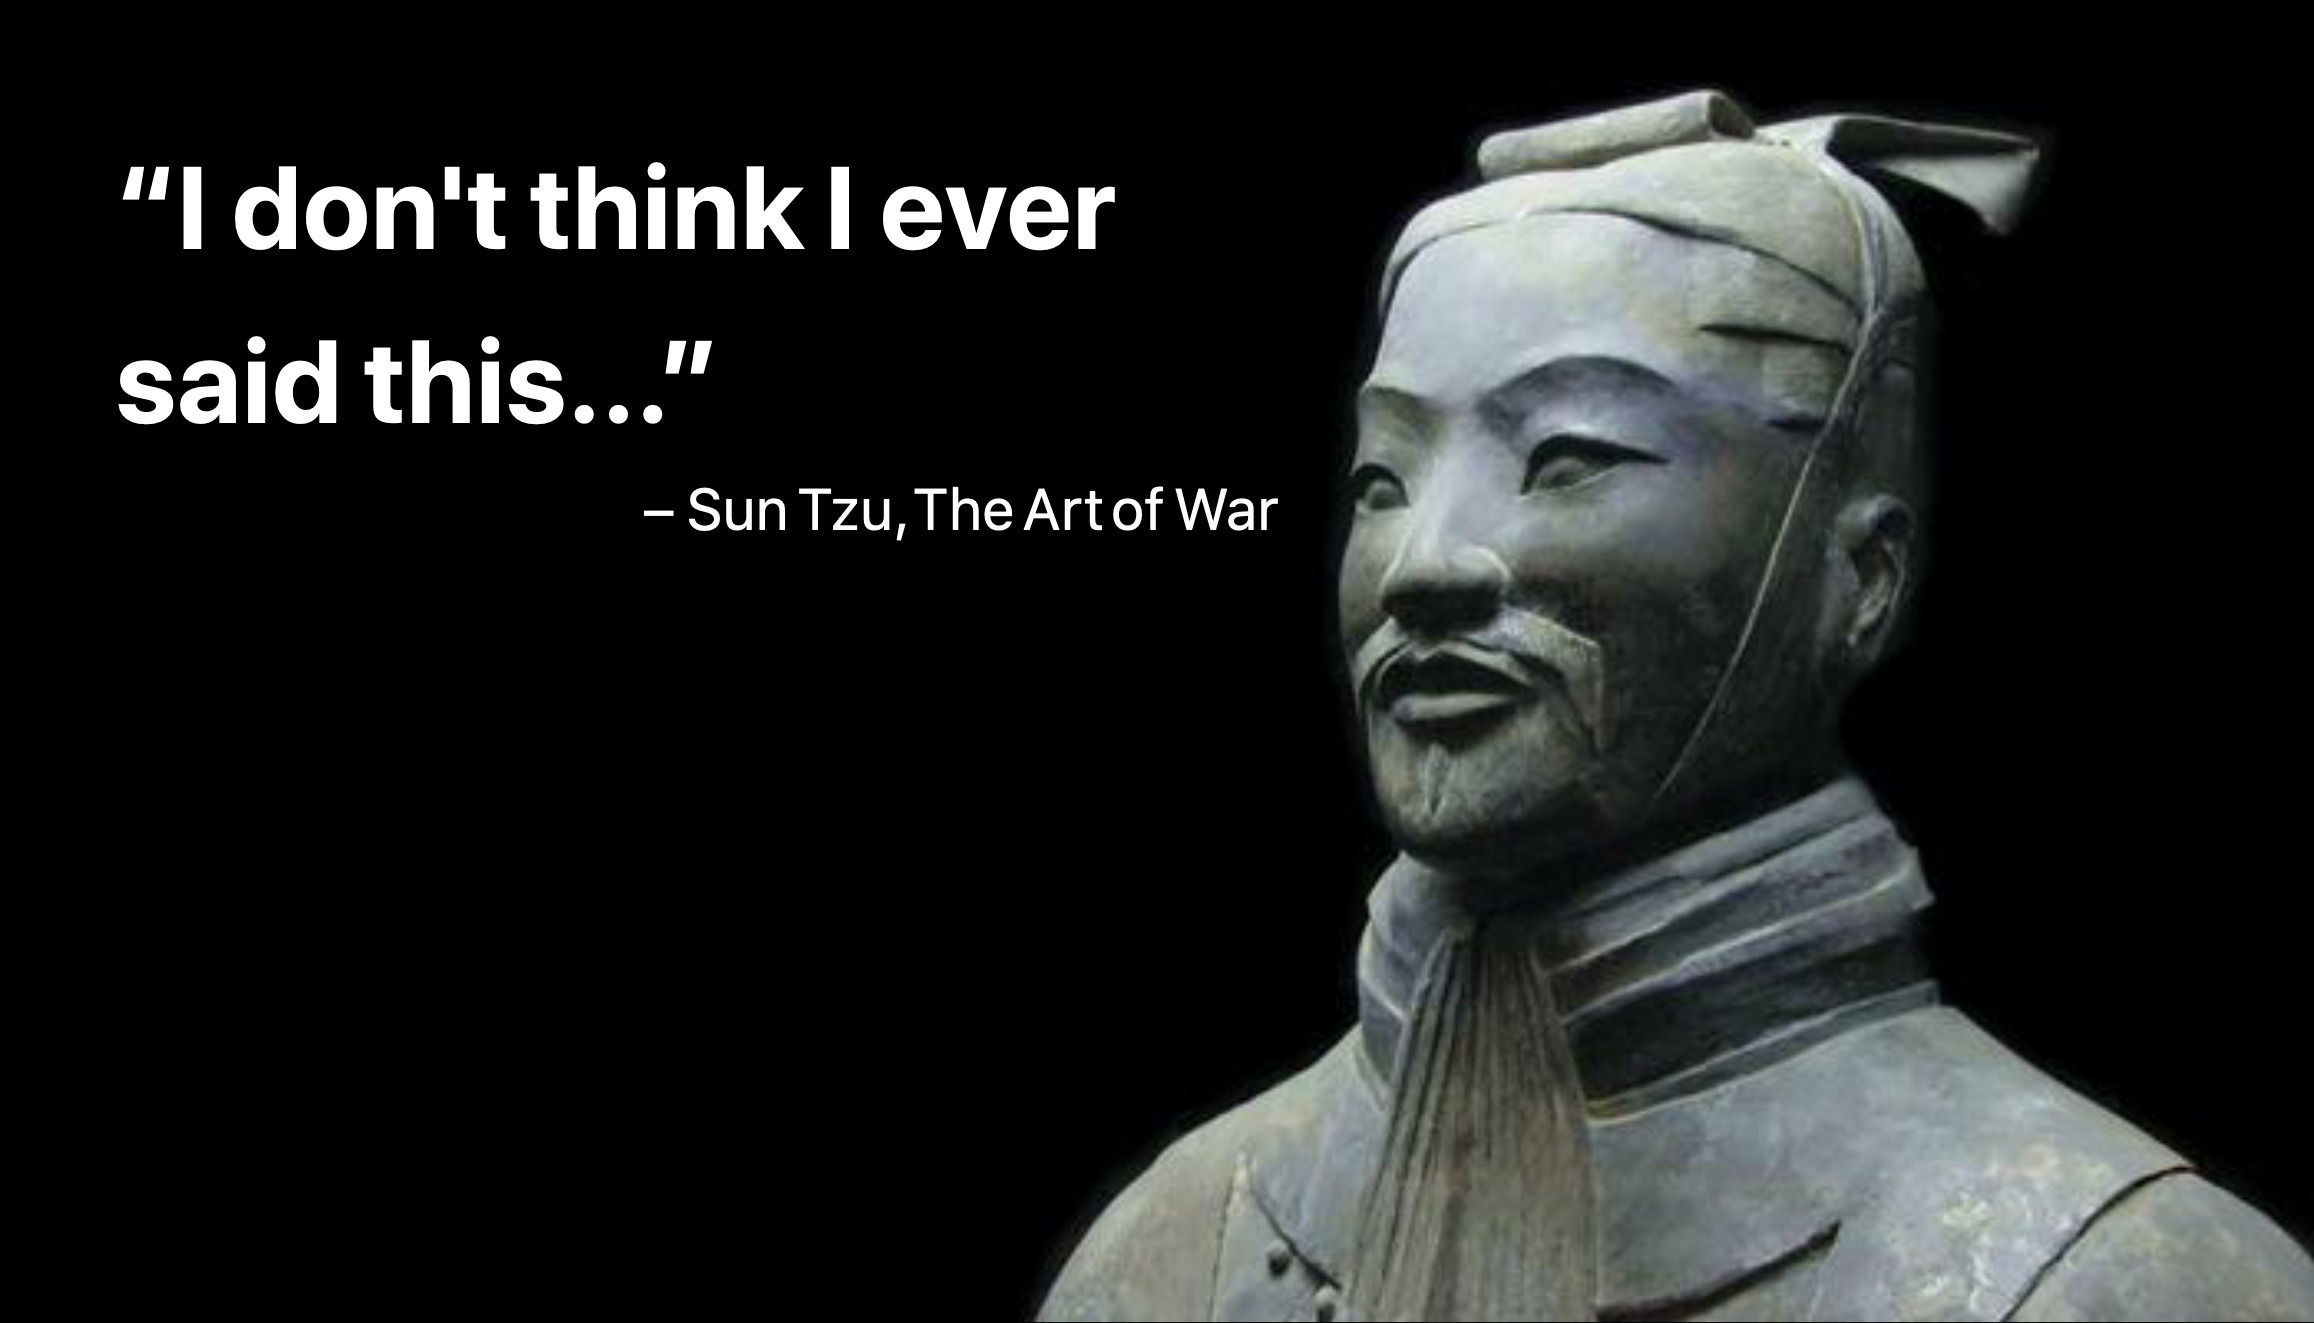 “I don't think I ever
said this...”
– Sun Tzu, The Art of War